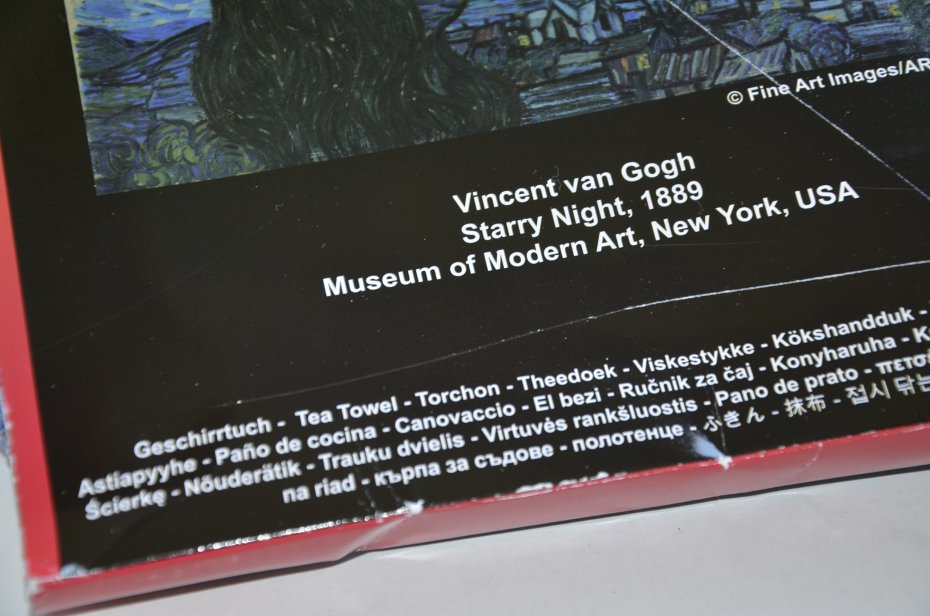 © Fine Art Images/AR
Vincent van Gogh
Starry Night, 1889
Museum of Modern Art, New York, USA
Geschirrtuch - Tea Towel - Torchon - Theedoek - Viskestykke - Kökshandduk -
Astiapyyhe - Paño de cocina - Canovaccio - El bezi - Ručnik za čaj - Konyharuha -
Ścierkę - Nõuderätik - Trauku dvielis - Virtuvės rankšluostis - Pano de prato - πετσ
na riad - кърпа за съдове - полотенце - ふきん - 抹布 - 접시 닦는